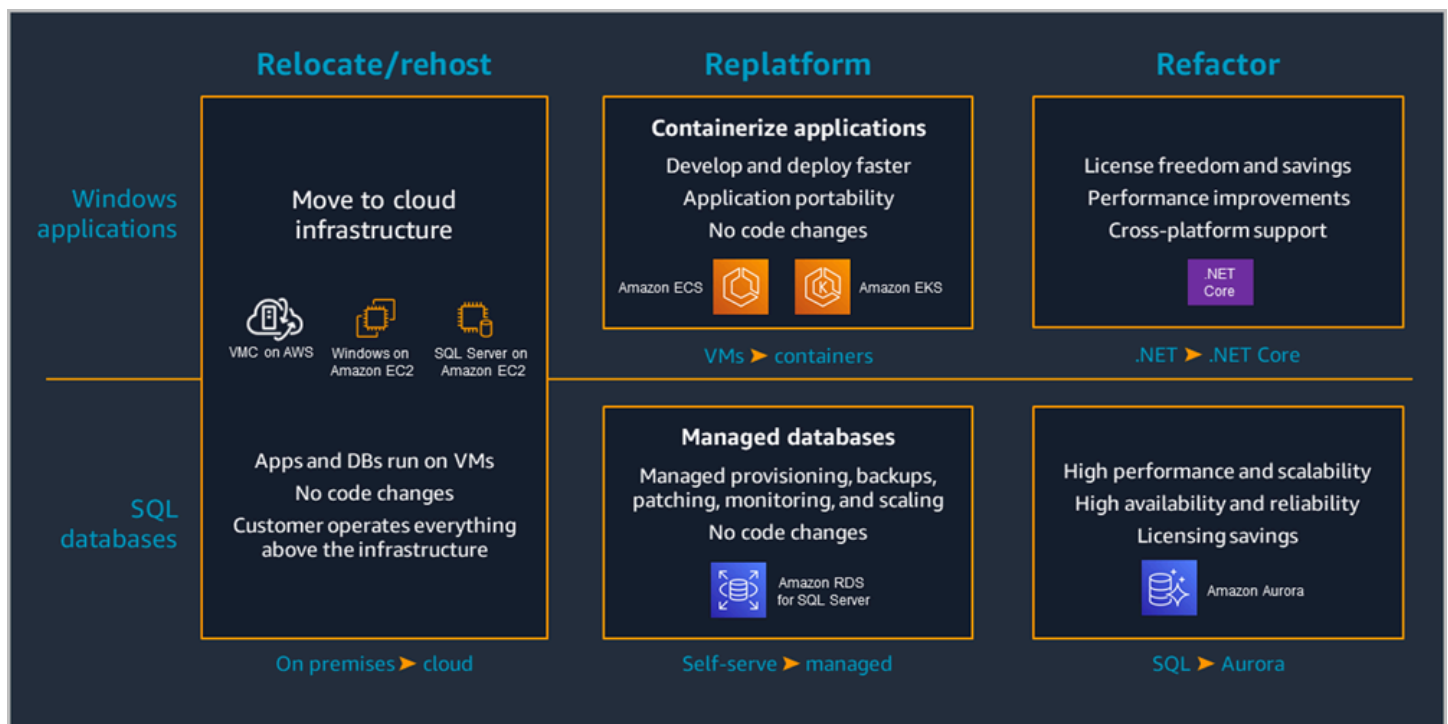 Relocate/rehost
Replatform
Refactor
Windows
applications
SQL
databases
Move to cloud
infrastructure
VMC on AWS
Windows on
Amazon EC2
SQL Server on
Amazon EC2
Apps and DBs run on VMs
No code changes
Customer operates everything
above the infrastructure
On premises ➤ cloud
Containerize applications
Develop and deploy faster
Application portability
No code changes
Amazon ECS
K
Amazon EKS
VMs ➤ containers
Managed databases
Managed provisioning, backups,
patching, monitoring, and scaling
No code changes
Amazon RDS
for SQL Server
Self-serve ➤ managed
License freedom and savings
Performance improvements
Cross-platform support
.NET
Core
.NET ➤ .NET Core
High performance and scalability
High availability and reliability
Licensing savings
Amazon Aurora
SQL ➤ Aurora